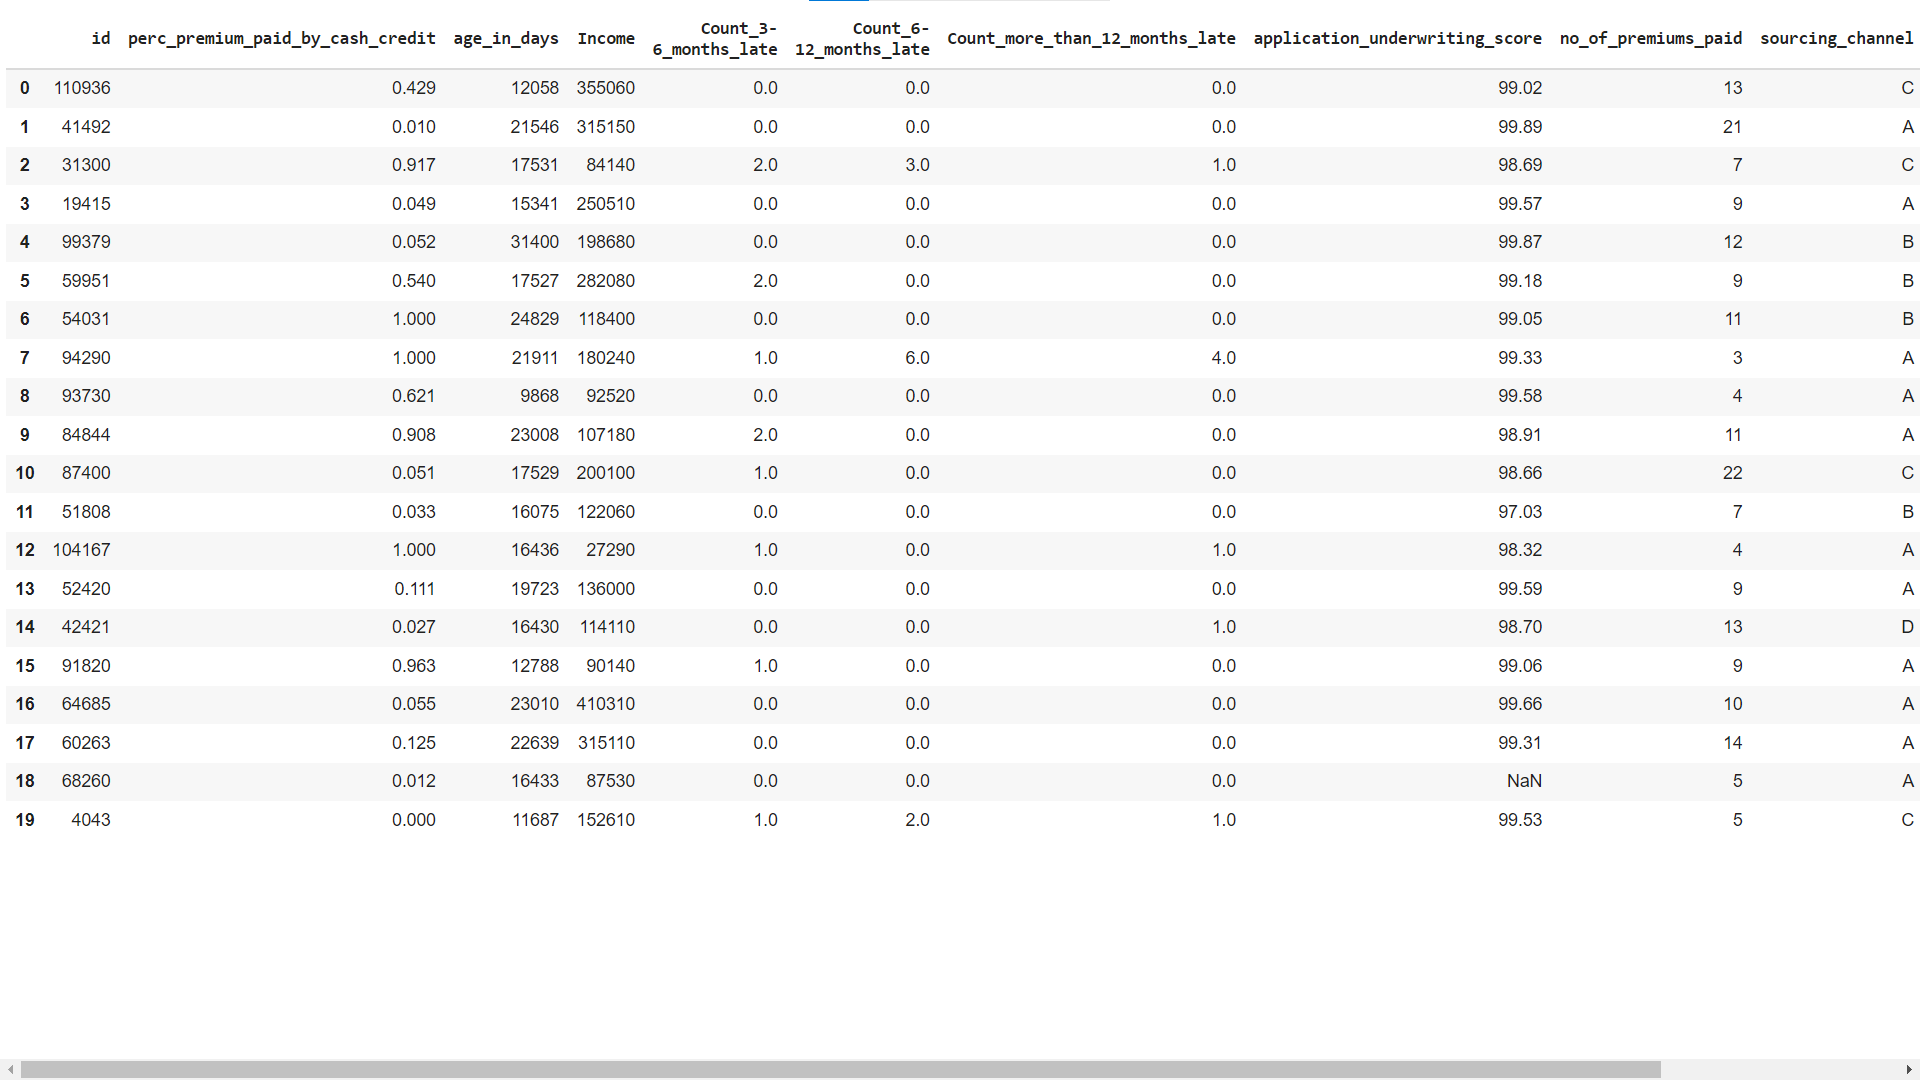 id perc_premium_paid_by_cash_credit age_in_days Income Count_3-6_months_late Count_6-12_months_late Count_more_than_12_months_late application_underwriting_score no_of_premiums_paid sourcing_channel
0 110936 0.429 12058 355060 0.0 0.0 0.0 99.02 13 C
1 41492 0.010 21546 315150 0.0 0.0 0.0 99.89 21 A
2 31300 0.917 17531 84140 2.0 3.0 1.0 98.69 7 C
3 19415 0.049 15341 250510 0.0 0.0 0.0 99.57 9 A
4 99379 0.052 31400 198680 0.0 0.0 0.0 99.87 12 B
5 59951 0.540 17527 282080 2.0 0.0 0.0 99.18 9 B
6 54031 1.000 24829 118400 0.0 0.0 0.0 99.05 11 B
7 94290 1.000 21911 180240 1.0 6.0 4.0 99.33 3 A
8 93730 0.621 9868 92520 0.0 0.0 0.0 99.58 4 A
9 84844 0.908 23008 107180 2.0 0.0 0.0 98.91 11 A
10 87400 0.051 17529 200100 1.0 0.0 0.0 98.66 22 C
11 51808 0.033 16075 122060 0.0 0.0 0.0 97.03 7 B
12 104167 1.000 16436 27290 1.0 0.0 1.0 98.32 4 A
13 52420 0.111 19723 136000 0.0 0.0 0.0 99.59 9 A
14 42421 0.027 16430 114110 0.0 0.0 1.0 98.70 13 D
15 91820 0.963 12788 90140 1.0 0.0 0.0 99.06 9 A
16 64685 0.055 23010 410310 0.0 0.0 0.0 99.66 10 A
17 60263 0.125 22639 315110 0.0 0.0 0.0 99.31 14 A
18 68260 0.012 16433 87530 0.0 0.0 0.0 NaN 5 A
19 4043 0.000 11687 152610 1.0 2.0 1.0 99.53 5 C